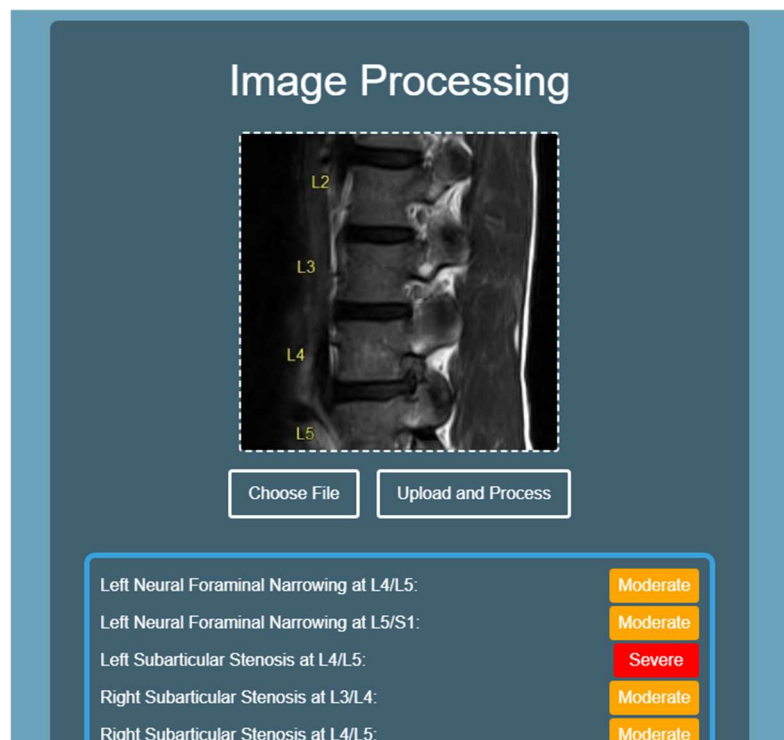 Image Processing
L2
L3
L4
L5
Choose File Upload and Process
Left Neural Foraminal Narrowing at L4/L5: Moderate
Left Neural Foraminal Narrowing at L5/S1: Moderate
Left Subarticular Stenosis at L4/L5: Severe
Right Subarticular Stenosis at L3/L4: Moderate
Right Subarticular Stenosis at L4/L5: Moderate